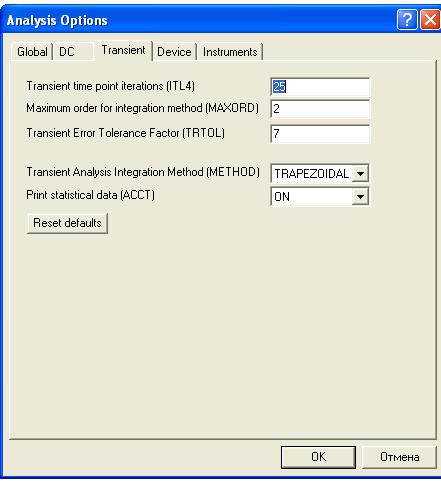 Analysis Options
Global DC Transient Device Instruments
Transient time point iterations (ITL4) 25
Maximum order for integration method (MAXORD) 2
Transient Error Tolerance Factor (TRTOL) 7
Transient Analysis Integration Method (METHOD) TRAPEZOIDAL
Print statistical data (ACCT) ON
Reset defaults
OK Отмена